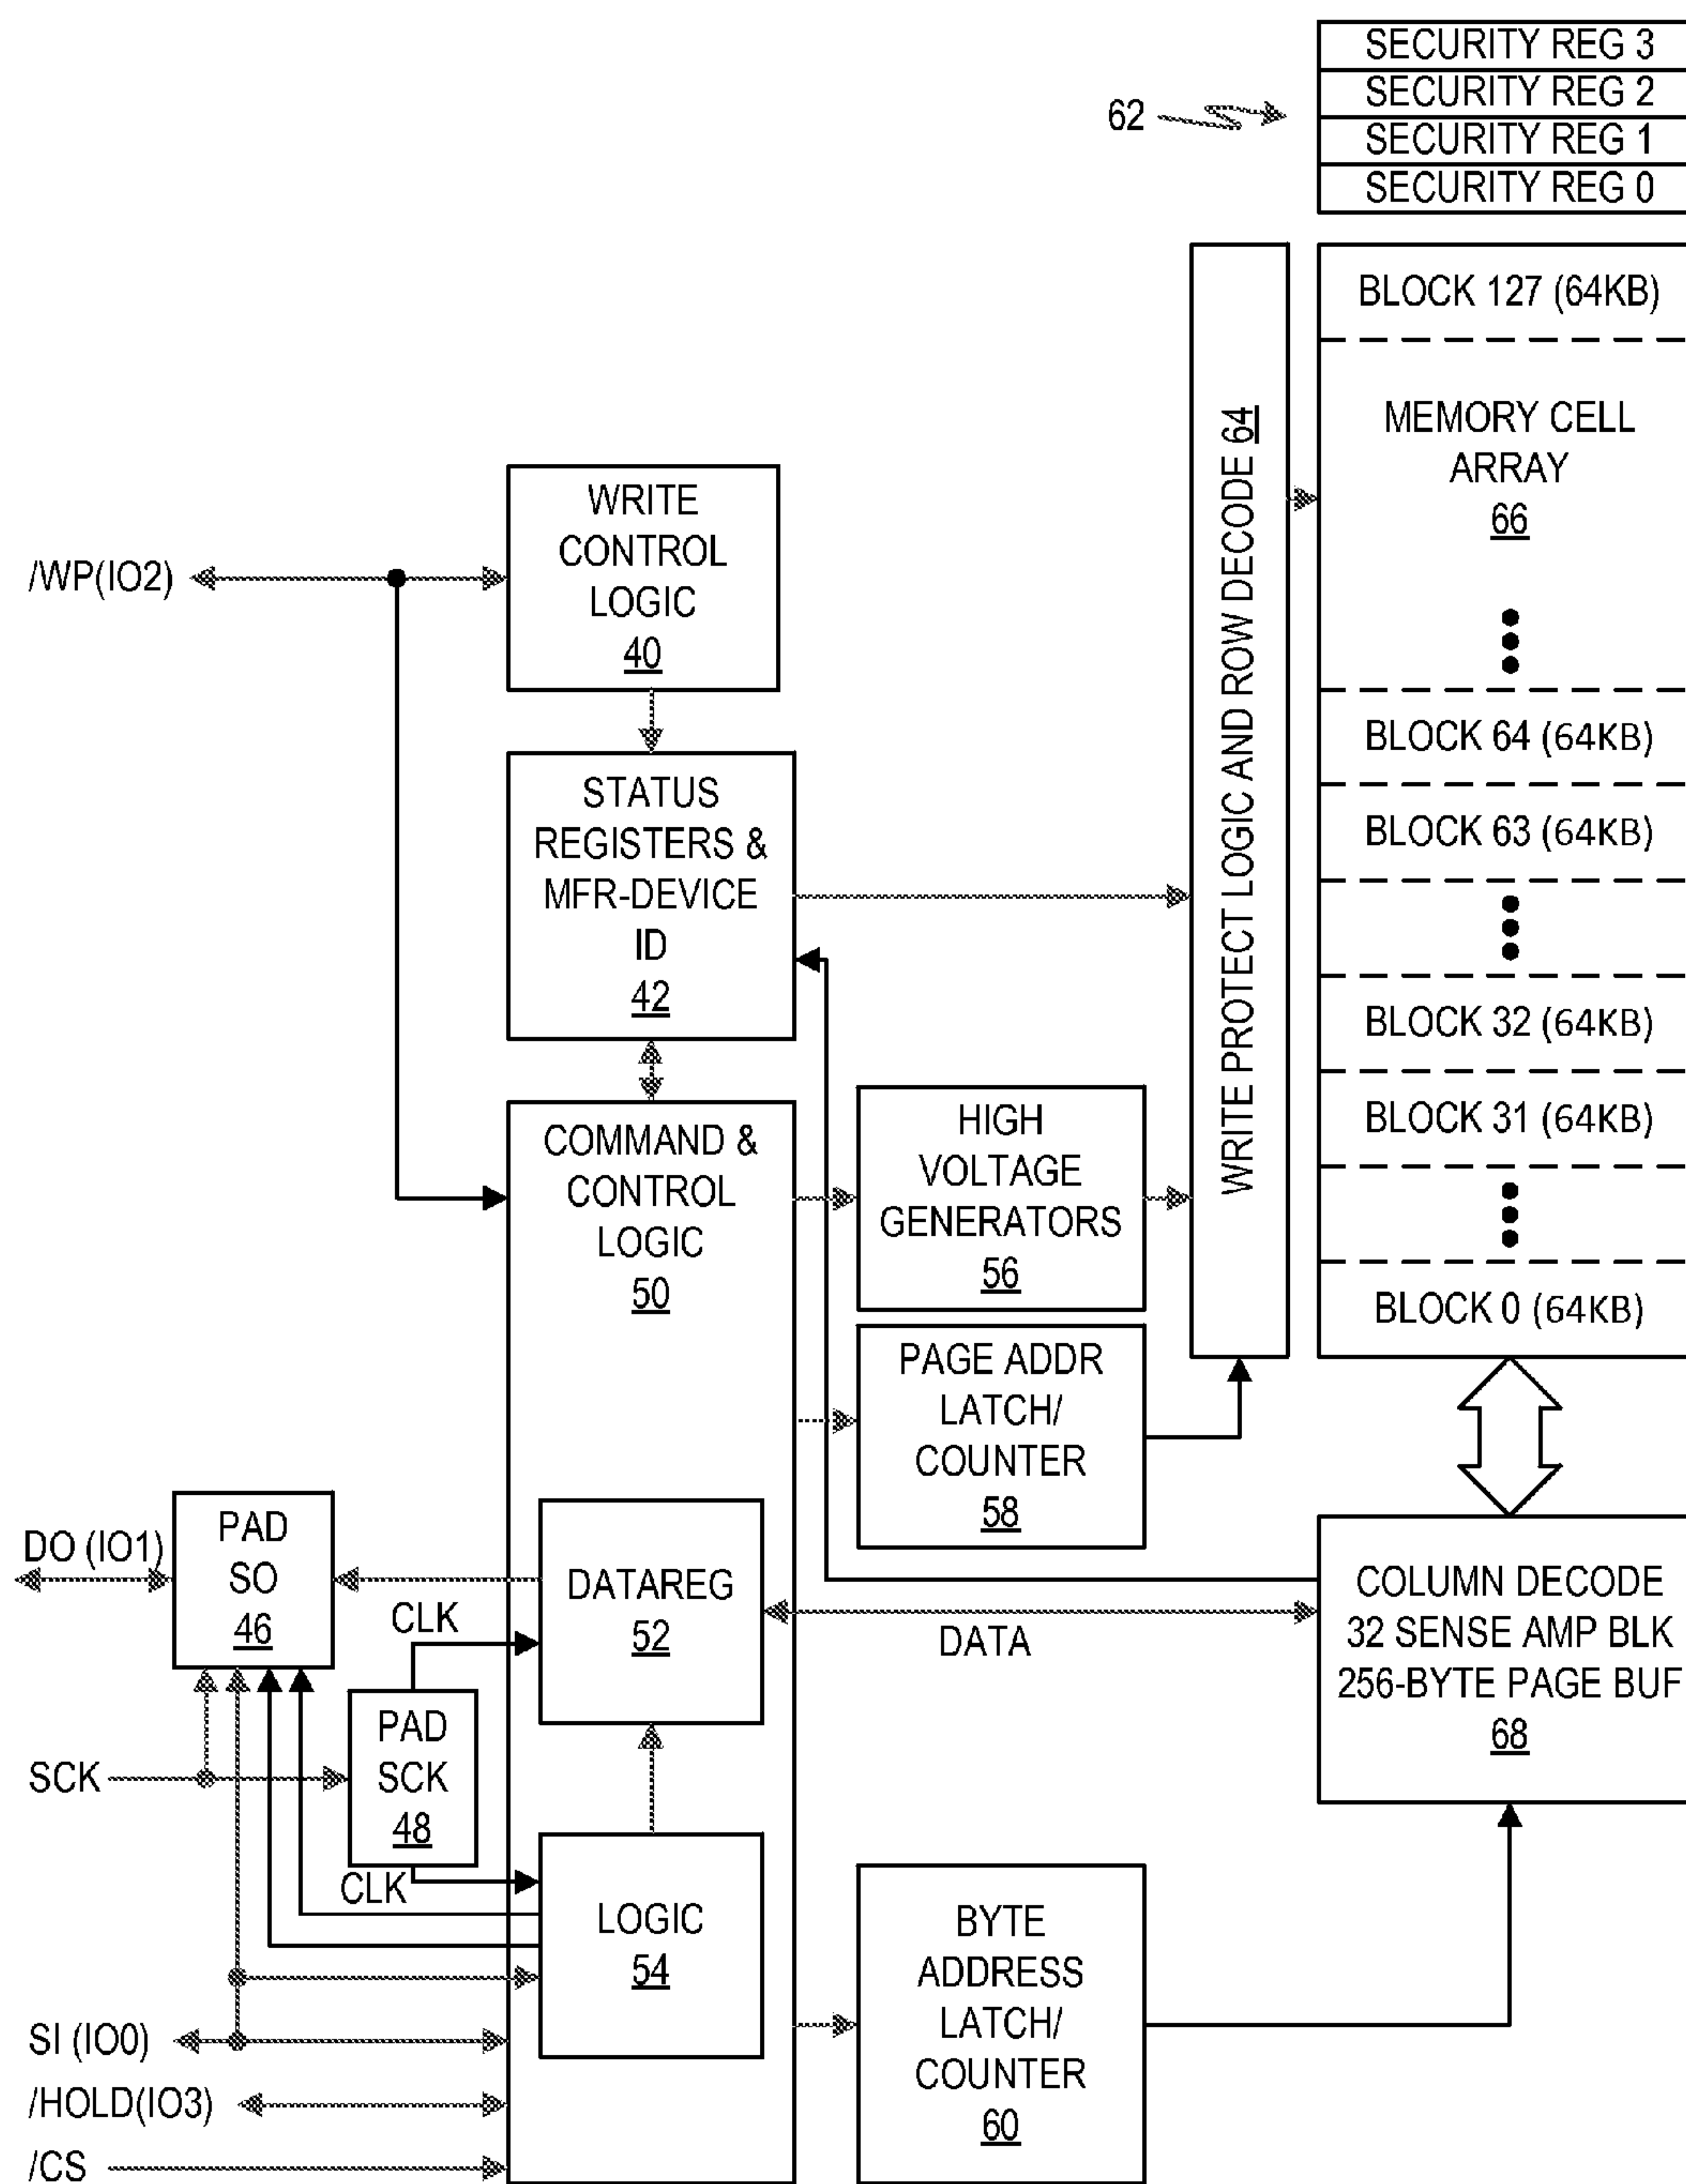 SECURITY REG 3
SECURITY REG 2
SECURITY REG 1
SECURITY REG 0
62
WRITE PROTECT LOGIC AND ROW DECODE 64
BLOCK 127 (64KB)
MEMORY CELL
ARRAY
66
BLOCK 64 (64KB)
BLOCK 63 (64KB)
BLOCK 32 (64KB)
BLOCK 31 (64KB)
BLOCK 0 (64KB)
/WP(IO2)
WRITE
CONTROL
LOGIC
40
STATUS
REGISTERS &
MFR-DEVICE
ID
42
COMMAND &
CONTROL
LOGIC
50
HIGH
VOLTAGE
GENERATORS
56
PAGE ADDR
LATCH/
COUNTER
58
DO (IO1)
PAD
SO
46
CLK
DATAREG
52
DATA
COLUMN DECODE
32 SENSE AMP BLK
256-BYTE PAGE BUF
68
SCK
PAD
SCK
48
CLK
LOGIC
54
BYTE
ADDRESS
LATCH/
COUNTER
60
SI (IO0)
/HOLD(IO3)
/CS